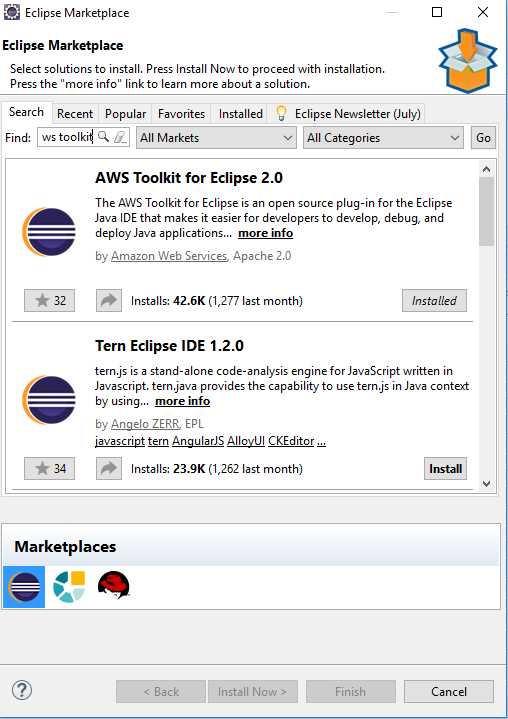 Eclipse Marketplace
Eclipse Marketplace
Select solutions to install. Press Install Now to proceed with installation.
Press the "more info" link to learn more about a solution.
Search Recent Popular Favorites Installed Eclipse Newsletter (July)
Find: ws toolkit All Markets All Categories Go
AWS Toolkit for Eclipse 2.0
The AWS Toolkit for Eclipse is an open source plug-in for the Eclipse
Java IDE that makes it easier for developers to develop, debug, and
deploy Java applications... more info
by Amazon Web Services, Apache 2.0
32 Installs: 42.6K (1,277 last month) Installed
Tern Eclipse IDE 1.2.0
tern.js is a stand-alone code-analysis engine for JavaScript written in
Javascript. tern.java provides the capability to use tern.js in Java context
by using... more info
by Angelo ZERR, EPL
javascript tern AngularJS AlloyUI CKEditor ...
34 Installs: 23.9K (1,262 last month) Install
Marketplaces
? < Back Install Now > Finish Cancel